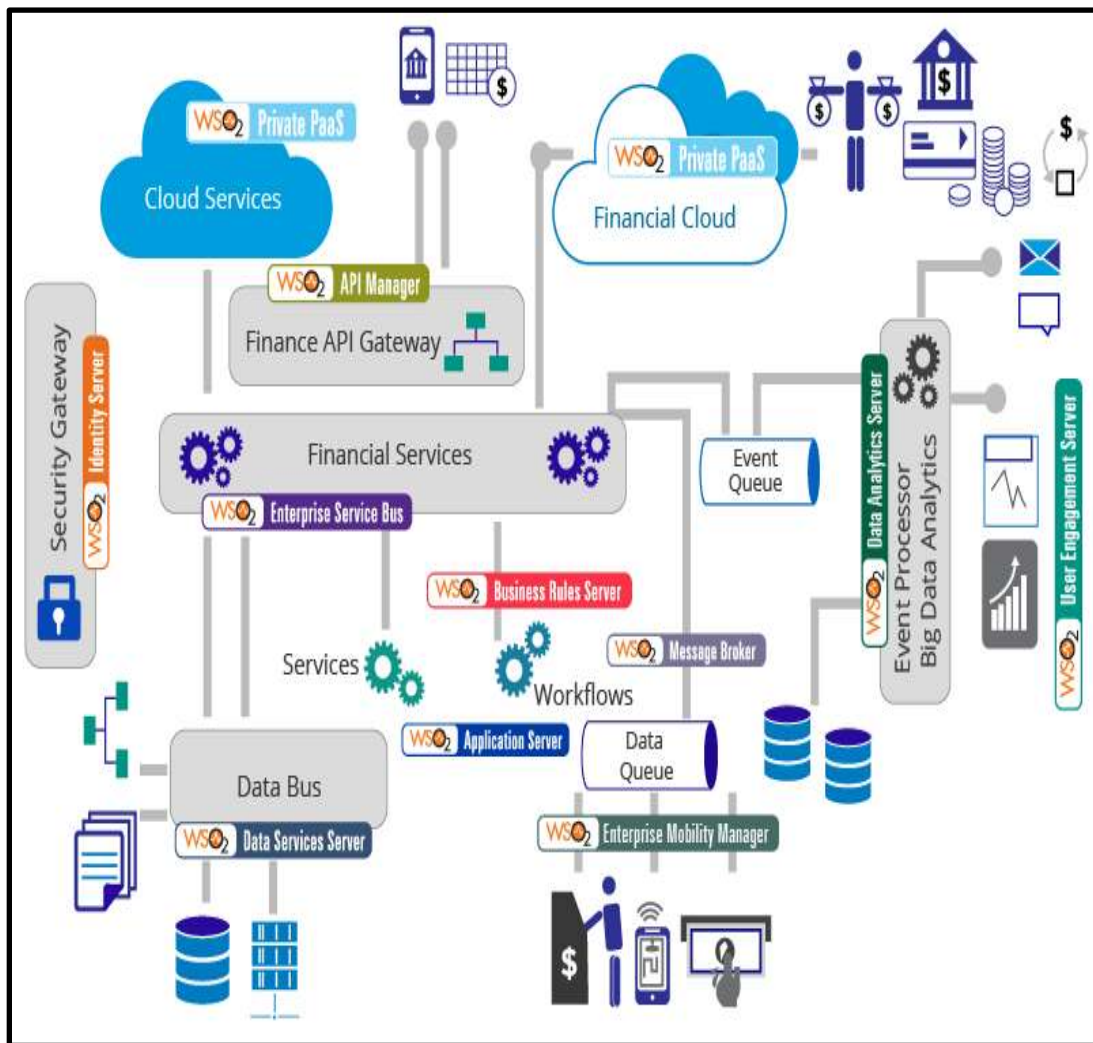 WSO2 Private PaaS
Cloud Services
$
WSO2 Private PaaS
Financial Cloud
$
$
$
$
WSO2 API Manager
Finance API Gateway
Security Gateway
WSO2 Identity Server
Financial Services
WSO2 Enterprise Service Bus
Event
Queue
WSO2 Data Analytics Server
Event Processor
Big Data Analytics
WSO2 User Engagement Server
WSO2 Business Rules Server
Services
Workflows
WSO2 Message Broker
WSO2 Application Server
Data
Queue
Data Bus
WSO2 Data Services Server
WSO2 Enterprise Mobility Manager
$